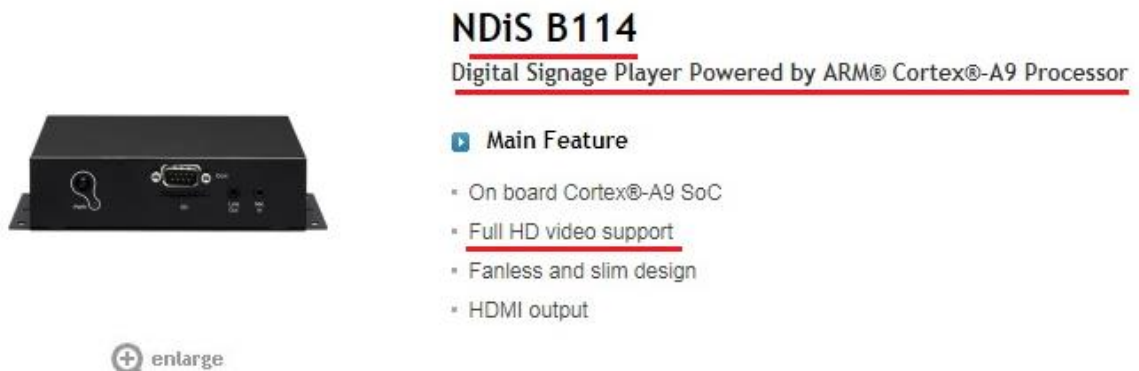 NDiS B114
Digital Signage Player Powered by ARM® Cortex®-A9 Processor
Main Feature
On board Cortex®-A9 SoC
Full HD video support
Fanless and slim design
HDMI output
enlarge